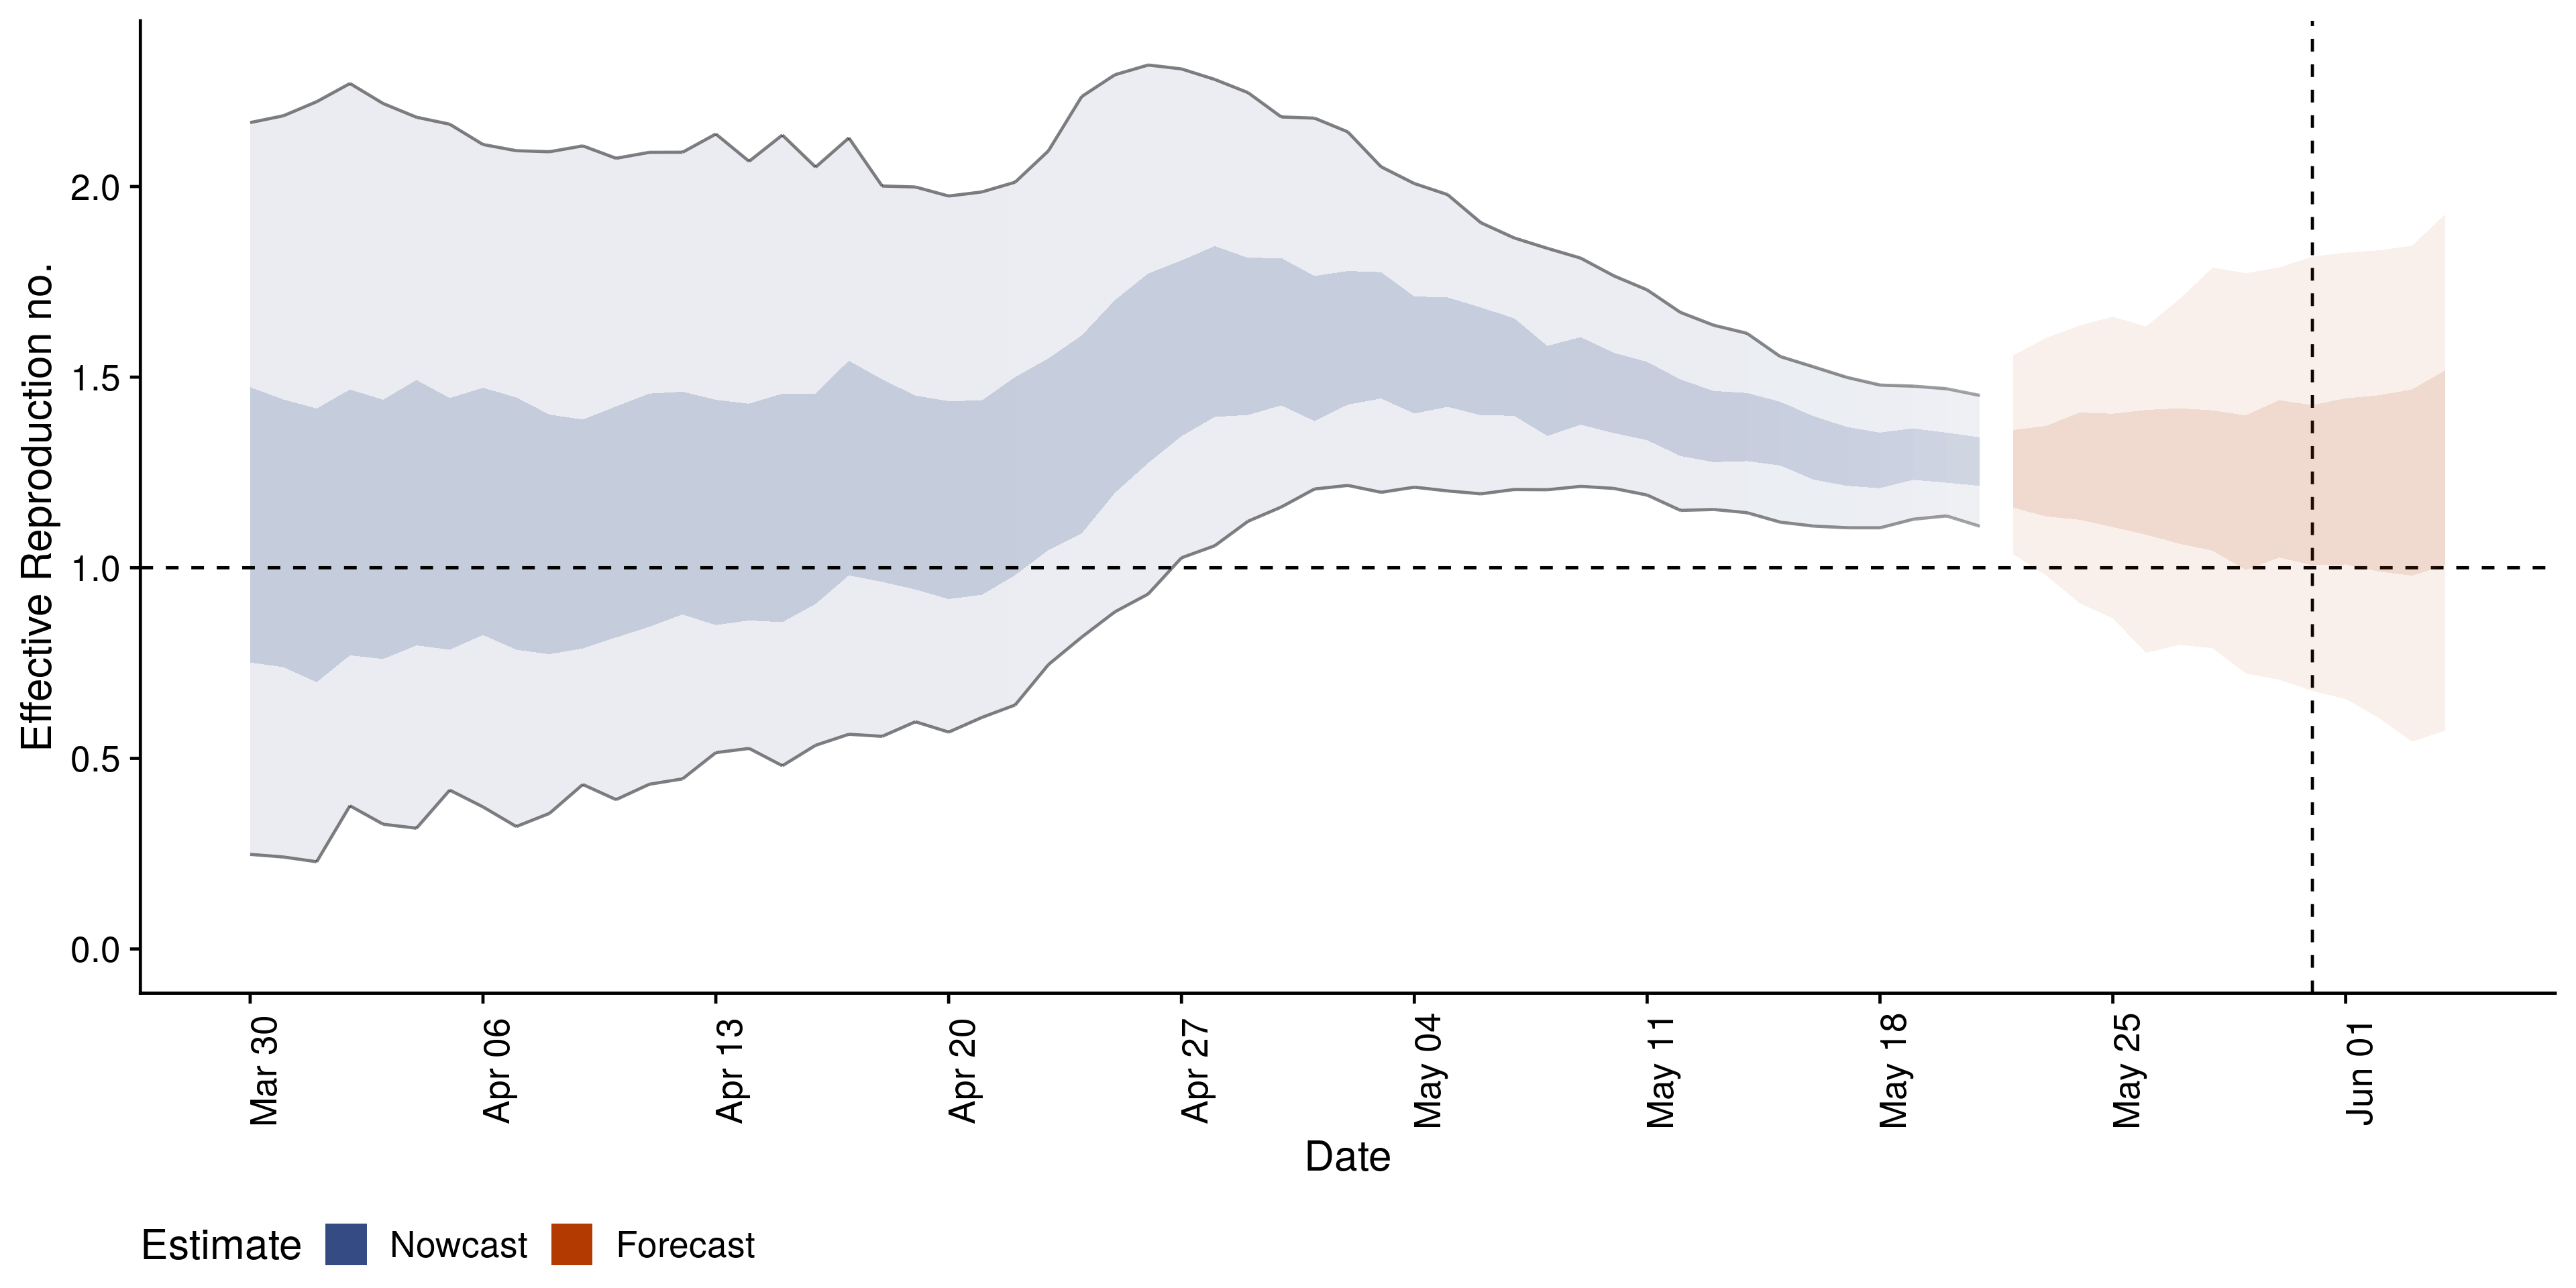 Effective Reproduction no.
2.0
1.5
1.0
0.5
0.0
Mar 30
Apr 06
Apr 13
Apr 20
Apr 27
May 04
May 11
May 18
May 25
Jun 01
Date
Estimate Nowcast Forecast